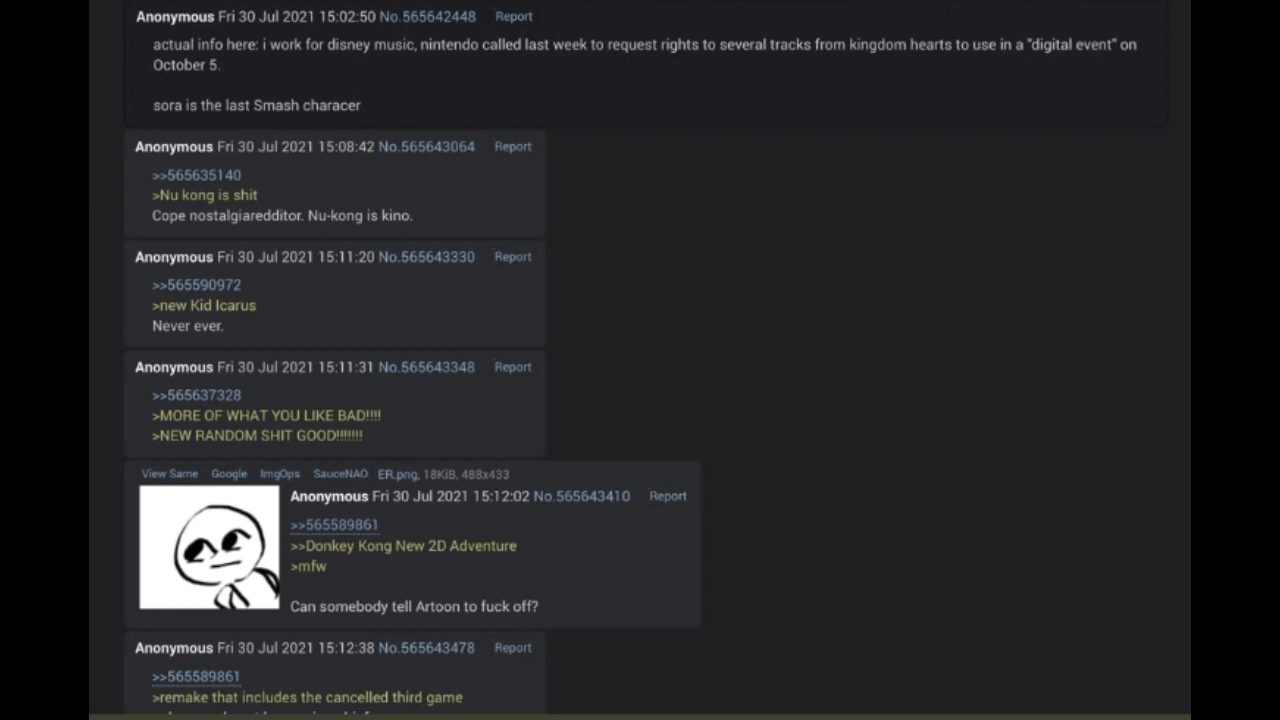 Anonymous Fri 30 Jul 2021 15:02:50 No.565642448 Report
actual info here: i work for disney music, nintendo called last week to request rights to several tracks from kingdom hearts to use in a "digital event" on
October 5.
sora is the last Smash characer
Anonymous Fri 30 Jul 2021 15:08:42 No.565643064 Report
>>565635140
>Nu kong is shit
Cope nostalgiaredditor. Nu-kong is kino.
Anonymous Fri 30 Jul 2021 15:11:20 No.565643330 Report
>>565590972
>new Kid Icarus
Never ever.
Anonymous Fri 30 Jul 2021 15:11:31 No.565643348 Report
>>565637328
>MORE OF WHAT YOU LIKE BAD!!!!
>NEW RANDOM SHIT GOOD!!!!!!!
View Same Google ImgOps SauceNAO ER.png, 18KiB, 488x433
Anonymous Fri 30 Jul 2021 15:12:02 No.565643410 Report
>>565589861
>>Donkey Kong New 2D Adventure
>mfw
Can somebody tell Artoon to fuck off?
Anonymous Fri 30 Jul 2021 15:12:38 No.565643478 Report
>>565589861
>remake that includes the cancelled third game